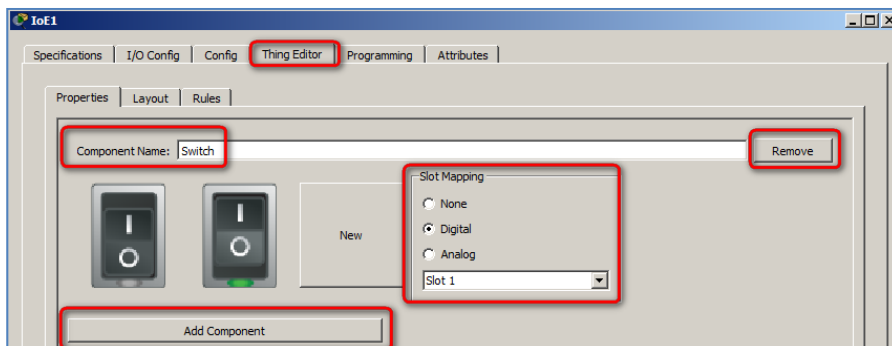 IoE1
Specifications I/O Config Config Thing Editor Programming Attributes
Properties Layout Rules
Component Name: Switch Remove
Slot Mapping
None
New Digital
Analog
Slot 1
Add Component